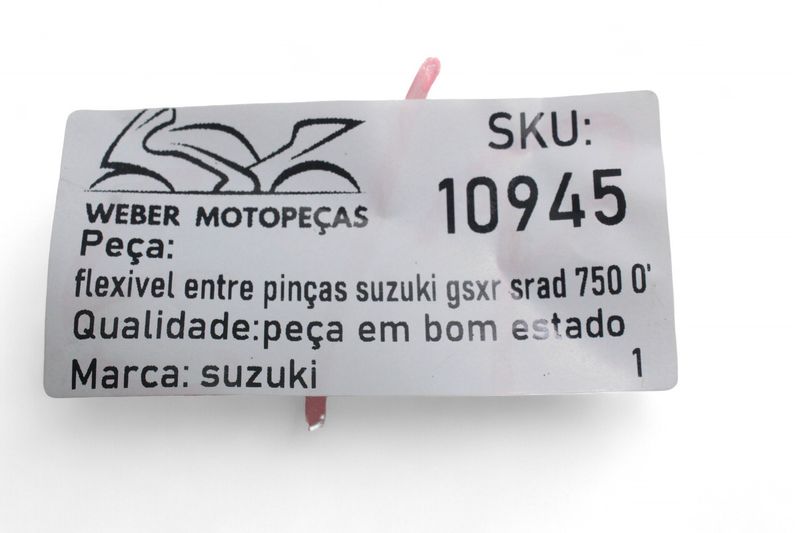 WEBER MOTOPEÇAS
SKU:
10945
Peça:
flexivel entre pinças suzuki gsxr srad 750 0'
Qualidade:peça em bom estado
Marca: suzuki
1